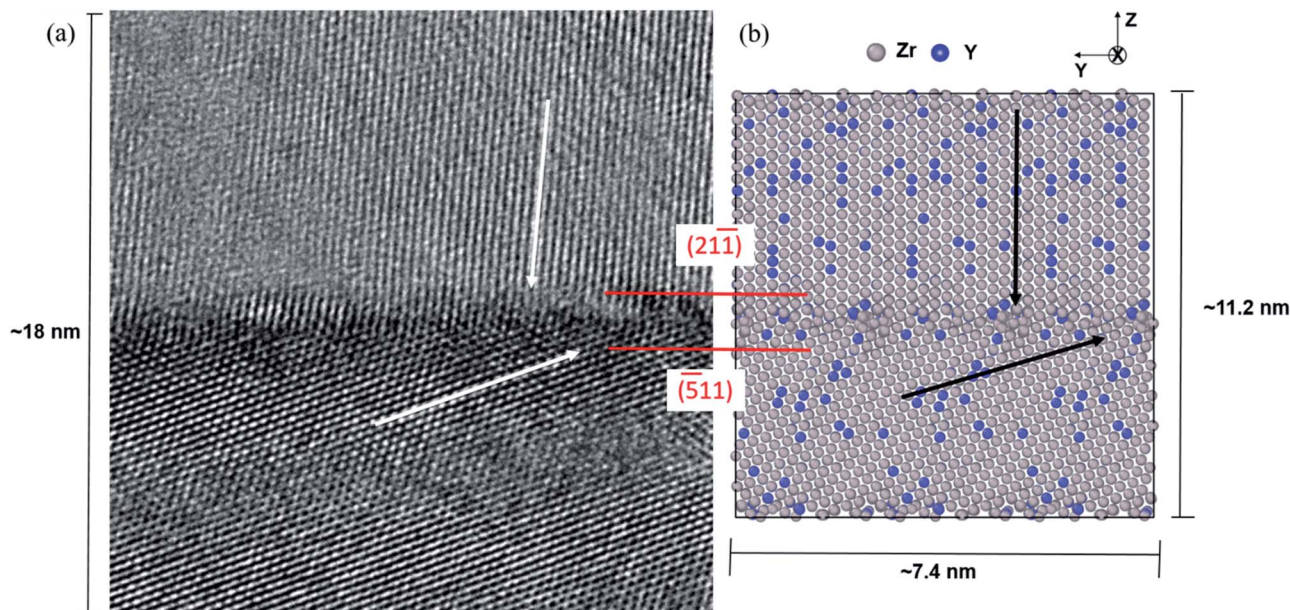 (a)
(b)
Z
Zr Y
X
Y
(21̅1̅)
~18 nm
~11.2 nm
(5̅11)
~7.4 nm